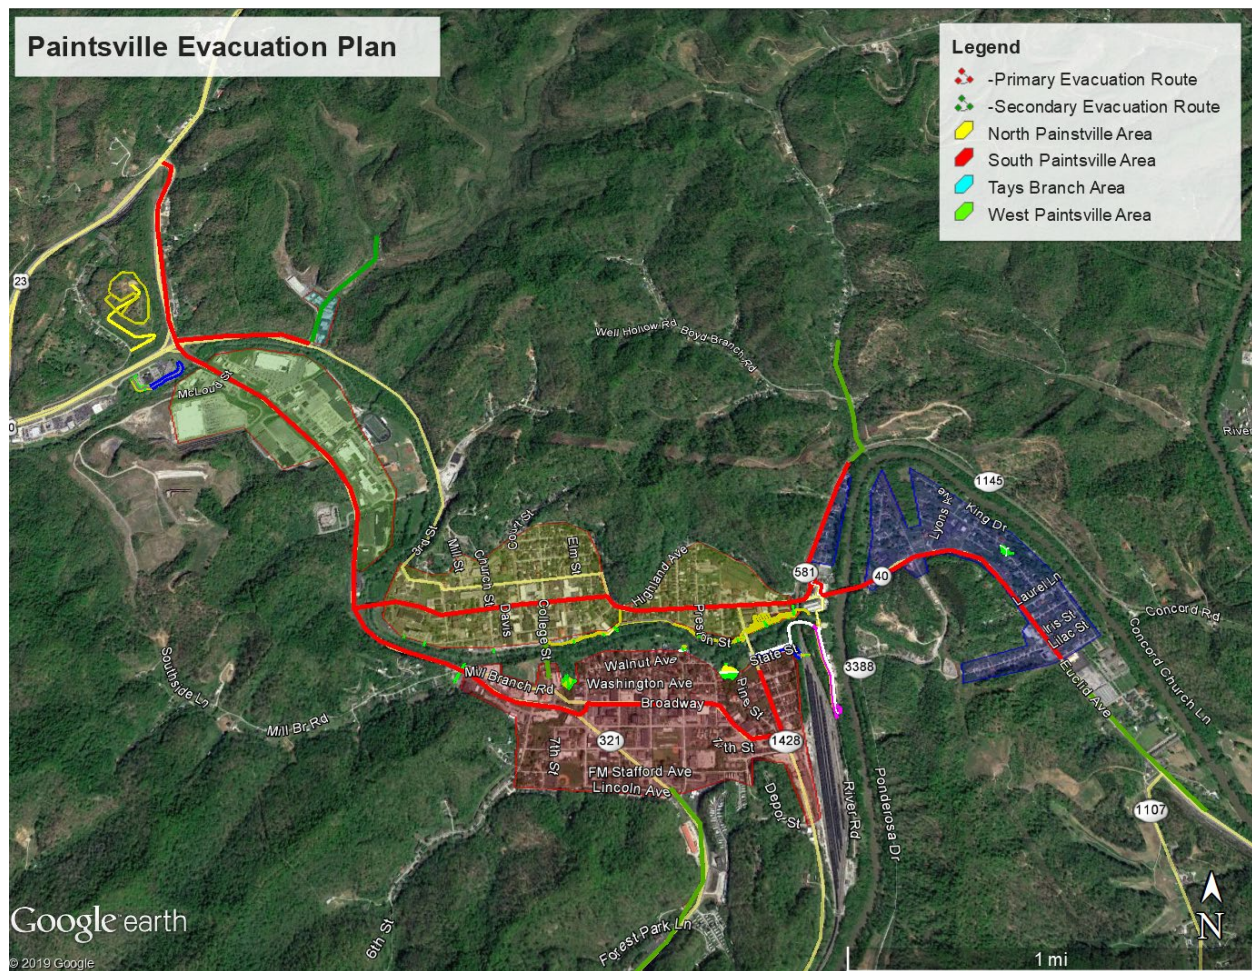 Paintsville Evacuation Plan
Legend
-Primary Evacuation Route
-Secondary Evacuation Route
North Painstville Area
South Paintsville Area
Tays Branch Area
West Paintsville Area
23
0
McLoud St
Well Hollow Rd
Boyd Branch Rd
River
1145
King Dr
Lyons Ave
3rd St
Mill St
Church St
Court St
Elm St
Davis
College St
Highland Ave
Preston St
581
40
Laurel Ln
Iris St
Lilac St
Concord Rd
Concord Church Ln
Euclid Ave
State St
3388
Walnut Ave
Washington Ave
Mill Branch Rd
Broadway
Pine St
Southside Ln
Mill Br Rd
7th St
321
1428
FM Stafford Ave
Lincoln Ave
Depot St
River Rd
Ponderosa Dr
1107
6th St
Forest Park Ln
Google earth
© 2019 Google
N
1 mi